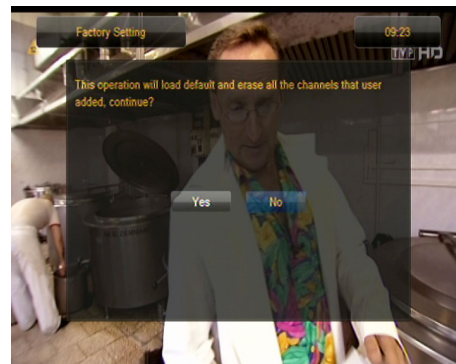 Factory Setting
09:23
TVP HD
This operation will load default and erase all the channels that user
added, continue?
Yes
No